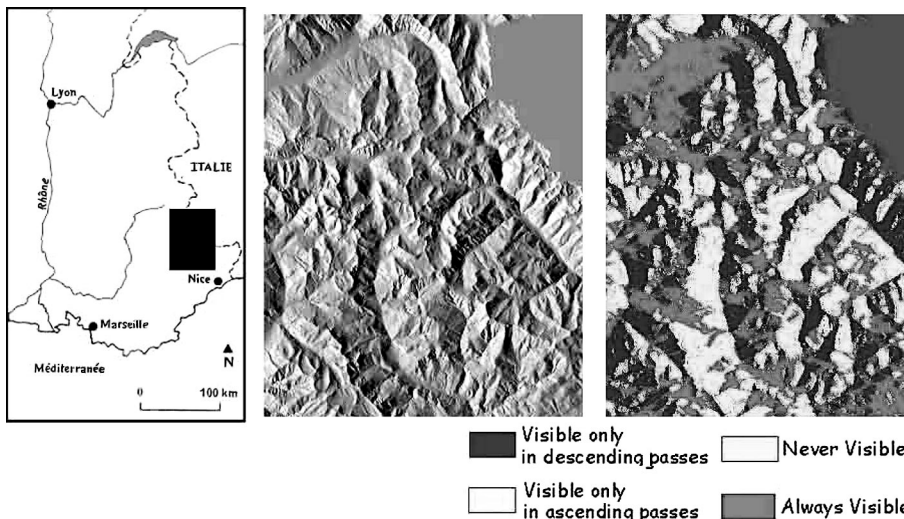 Lyon
ITALIE
Rhône
Nice
Marseille
N
Méditerranée
0 100 km
Visible only
in descending passes
Never Visible
Visible only
in ascending passes
Always Visible